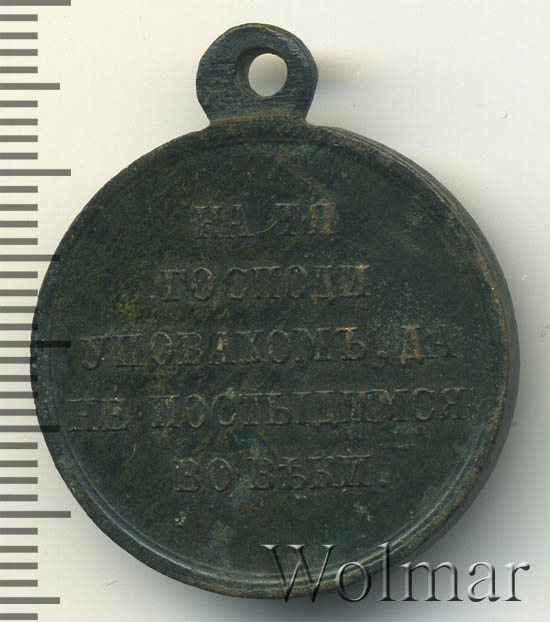 НА ТЯ
ГОСПОДИ
УПОВАХОМЪ, ДА
НЕ ПОСТЫДИМСЯ
ВО ВѢКИ.
Wolmar